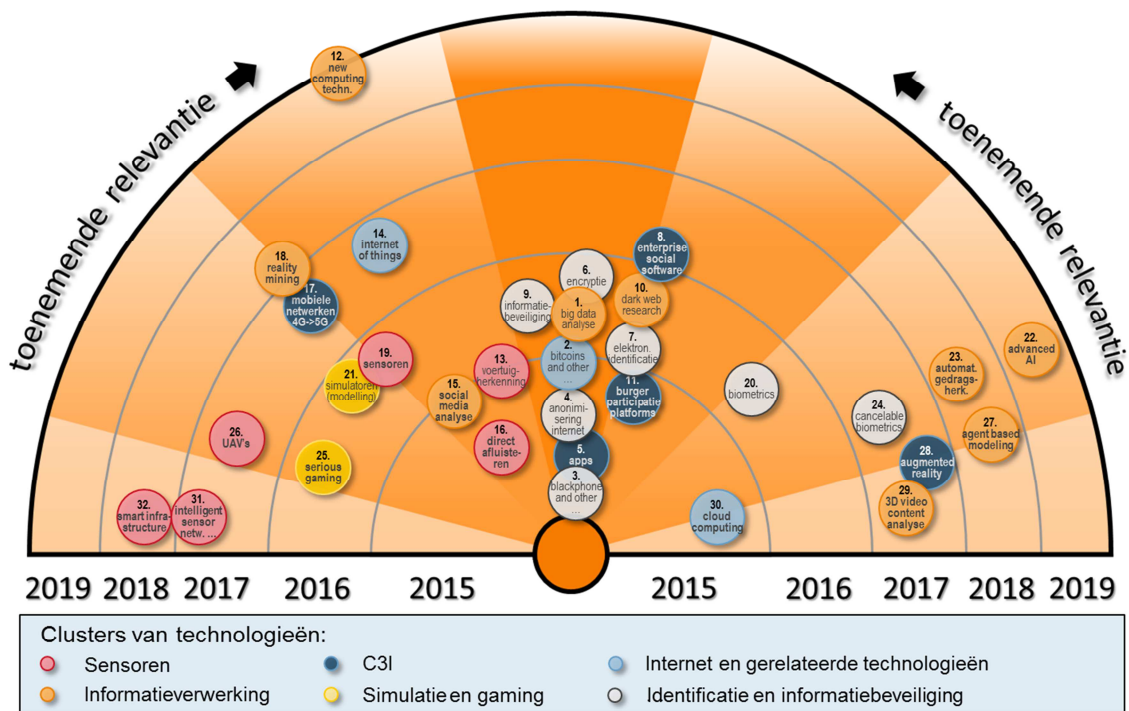 toenemende relevantie
toenemende relevantie
12.
new
computing
techn.
14.
internet
of things
18.
reality
mining
17.
mobiele
netwerken
4G->5G
8.
enterprise
social
software
6.
encryptie
9.
informatie-
beveiliging
1.
big data
analyse
10.
dark web
research
19.
sensoren
21.
simulatoren
(modelling)
13.
voertuig-
herkenning
2.
bitcoins
and other
...
7.
elektron.
identificatie
22.
advanced
AI
23.
automat.
gedrags-
herk.
15.
social
media
analyse
11.
burger
participatie
platforms
20.
biometrics
4.
anonimi-
sering
internet
24.
cancelable
biometrics
26.
UAV's
16.
direct
afluiste-
ren
27.
agent based
modeling
25.
serious
gaming
5.
apps
28.
augmented
reality
3.
blackphone
and other
...
32.
smart infra-
structure
31.
intelligent
sensor
netw. ...
30.
cloud
computing
29.
3D video
content
analyse
2019 2018 2017 2016 2015 2015 2016 2017 2018 2019
Clusters van technologieën:
Sensoren
C3I
Internet en gerelateerde technologieën
Informatieverwerking
Simulatie en gaming
Identificatie en informatiebeveiliging